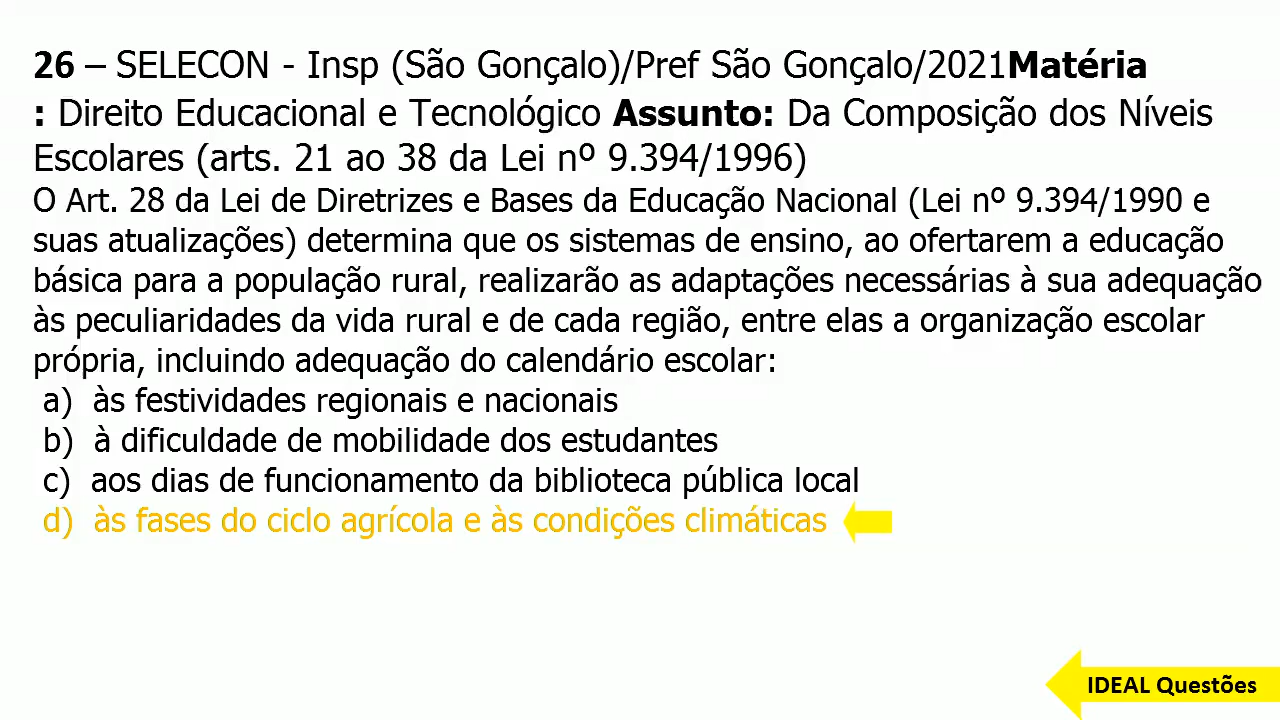 26 – SELECON - Insp (São Gonçalo)/Pref São Gonçalo/2021Matéria
: Direito Educacional e Tecnológico Assunto: Da Composição dos Níveis
Escolares (arts. 21 ao 38 da Lei nº 9.394/1996)
O Art. 28 da Lei de Diretrizes e Bases da Educação Nacional (Lei nº 9.394/1990 e
suas atualizações) determina que os sistemas de ensino, ao ofertarem a educação
básica para a população rural, realizarão as adaptações necessárias à sua adequação
às peculiaridades da vida rural e de cada região, entre elas a organização escolar
própria, incluindo adequação do calendário escolar:
a) às festividades regionais e nacionais
b) à dificuldade de mobilidade dos estudantes
c) aos dias de funcionamento da biblioteca pública local
d) às fases do ciclo agrícola e às condições climáticas
IDEAL Questões